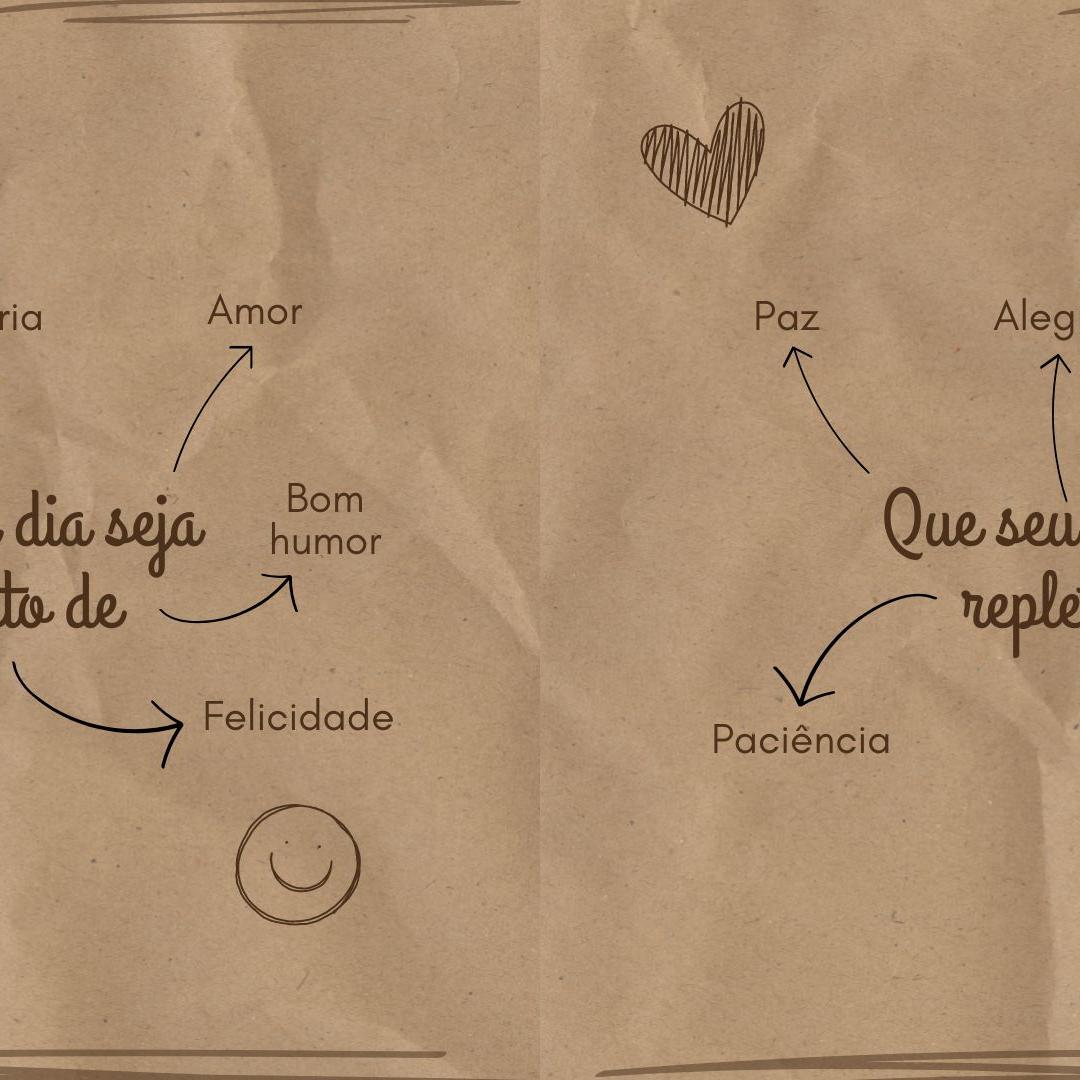 ria
Amor
dia seja
to de
Bom
humor
Felicidade
Paz
Aleg
Que seu
reple
Paciência